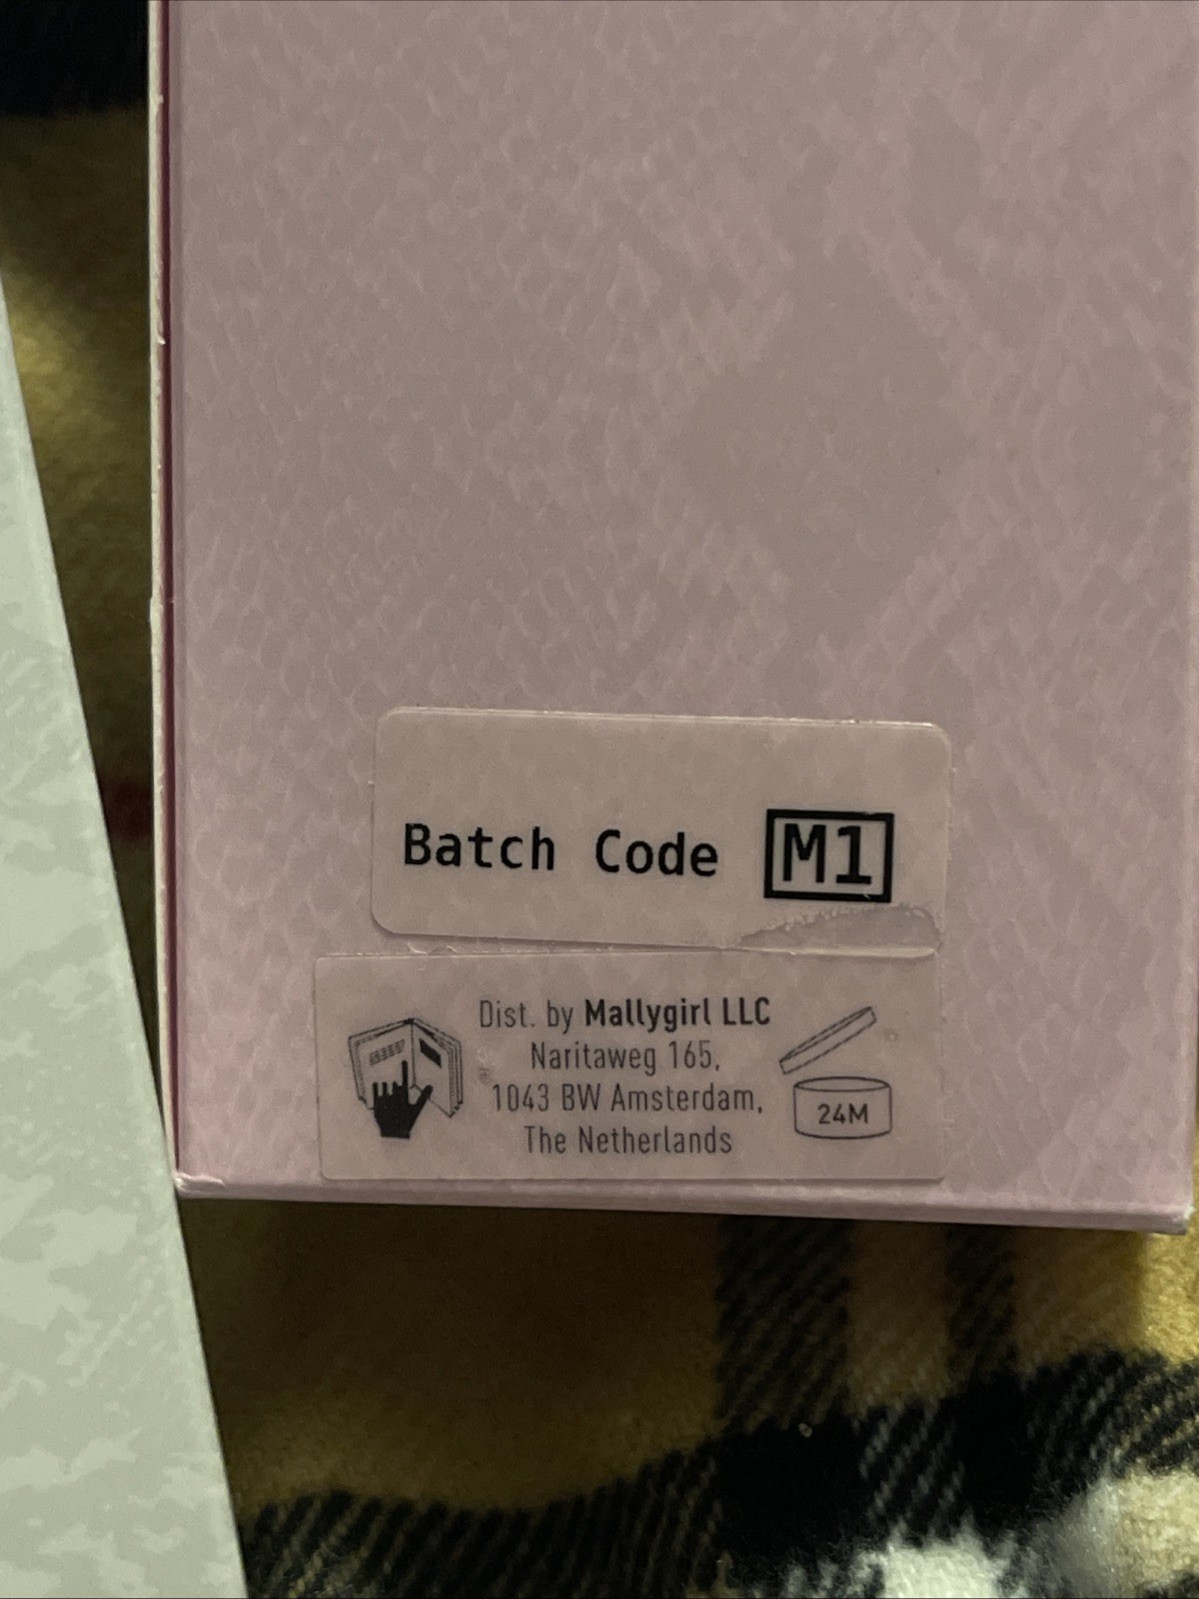 Batch Code M1
Dist. by Mallygirl LLC
Naritaweg 165,
1043 BW Amsterdam,
The Netherlands
24M